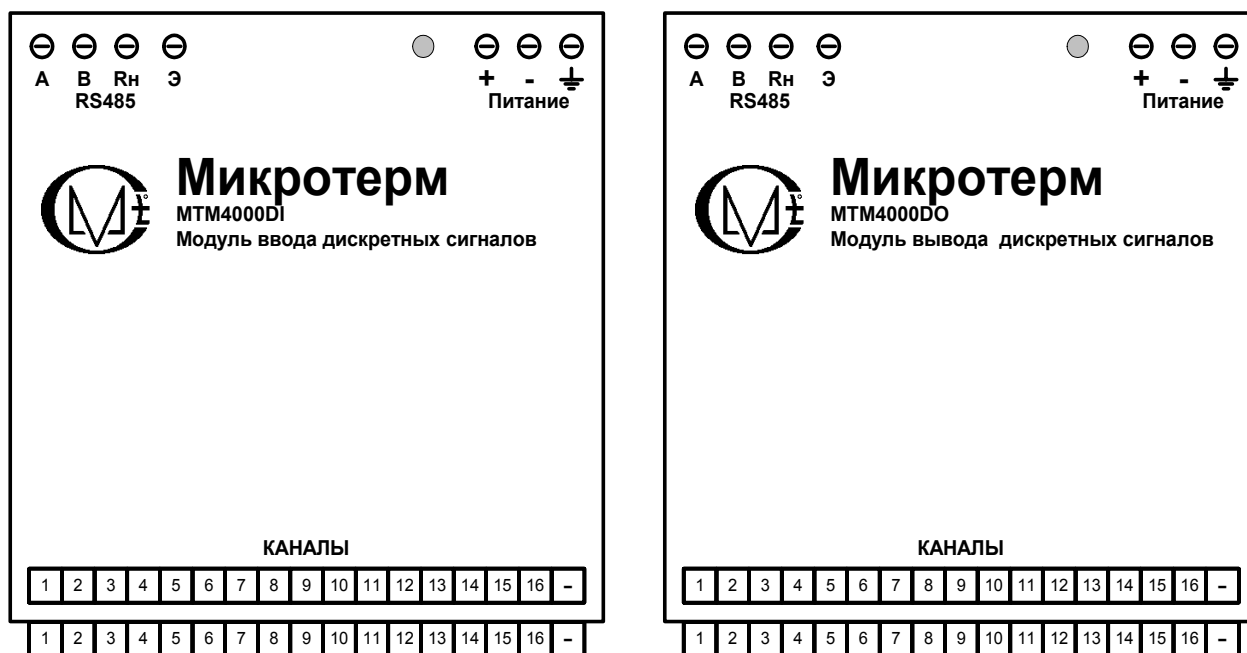 А В Rн Э + -
RS485 Питание
Микротерм
МТМ4000DI
Модуль ввода дискретных сигналов
КАНАЛЫ
1 2 3 4 5 6 7 8 9 10 11 12 13 14 15 16 -
1 2 3 4 5 6 7 8 9 10 11 12 13 14 15 16 -
А В Rн Э + -
RS485 Питание
Микротерм
МТМ4000DO
Модуль вывода дискретных сигналов
КАНАЛЫ
1 2 3 4 5 6 7 8 9 10 11 12 13 14 15 16 -
1 2 3 4 5 6 7 8 9 10 11 12 13 14 15 16 -